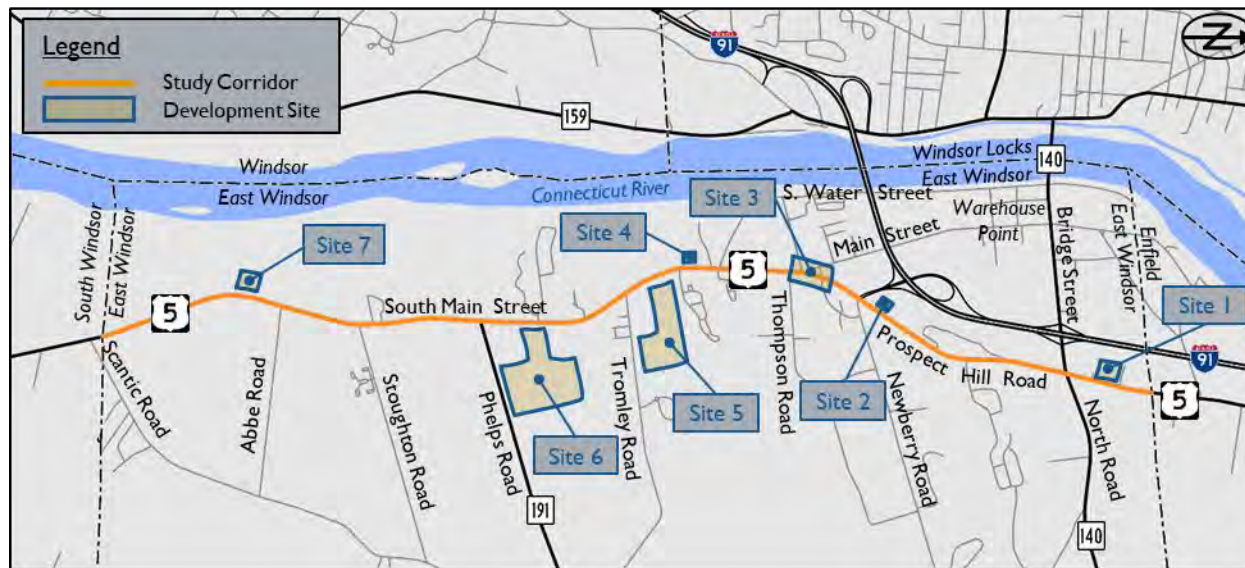 Legend
Study Corridor
Development Site
91
N
159
Windsor
East Windsor
Connecticut River
Windsor Locks
East Windsor
140
S. Water Street
Warehouse
Point
Main Street
Bridge Street
Enfield
East Windsor
South Windsor
East Windsor
Site 7
Site 4
Site 3
Site 1
5
South Main Street
5
Thompson Road
Prospect Hill Road
91
5
Scantic Road
Abbe Road
Stoughton Road
Phelps Road
Tromley Road
Site 6
Site 5
Site 2
Newberry Road
North Road
191
140